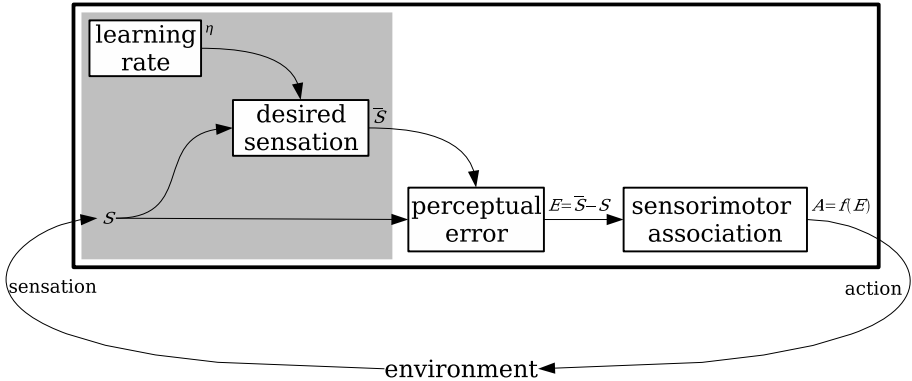 learning
rate
η
desired
sensation
S̅
S
perceptual
error
E=S̅−S
sensorimotor
association
A=f(E)
sensation
action
environment